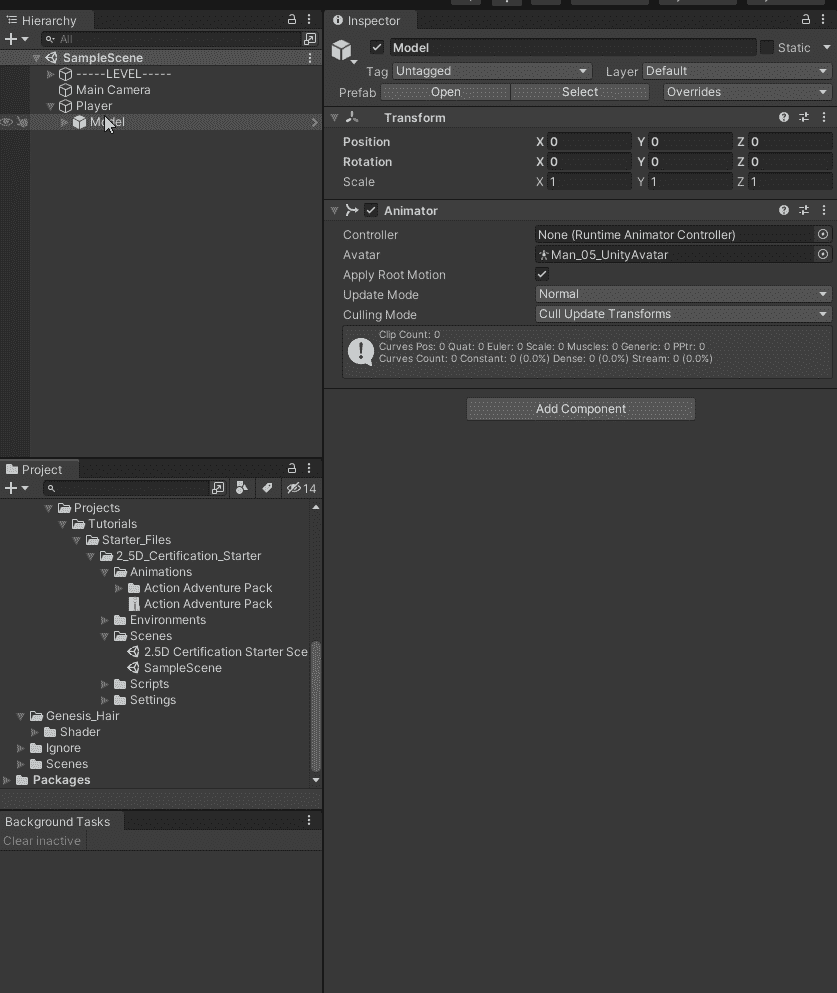 Hierarchy
All
SampleScene
-----LEVEL-----
Main Camera
Player
Model
Project
14
Projects
Tutorials
Starter_Files
2_5D_Certification_Starter
Animations
Action Adventure Pack
Action Adventure Pack
Environments
Scenes
2.5D Certification Starter Sce
SampleScene
Scripts
Settings
Genesis_Hair
Shader
Ignore
Scenes
Packages
Background Tasks
Clear inactive
Inspector
Model Static
Tag Untagged Layer Default
Prefab Open Select Overrides
Transform
Position X 0 Y 0 Z 0
Rotation X 0 Y 0 Z 0
Scale X 1 Y 1 Z 1
Animator
Controller None (Runtime Animator Controller)
Avatar Man_05_UnityAvatar
Apply Root Motion
Update Mode Normal
Culling Mode Cull Update Transforms
Clip Count: 0
Curves Pos: 0 Quat: 0 Euler: 0 Scale: 0 Muscles: 0 Generic: 0 PPtr: 0
Curves Count: 0 Constant: 0 (0.0%) Dense: 0 (0.0%) Stream: 0 (0.0%)
Add Component